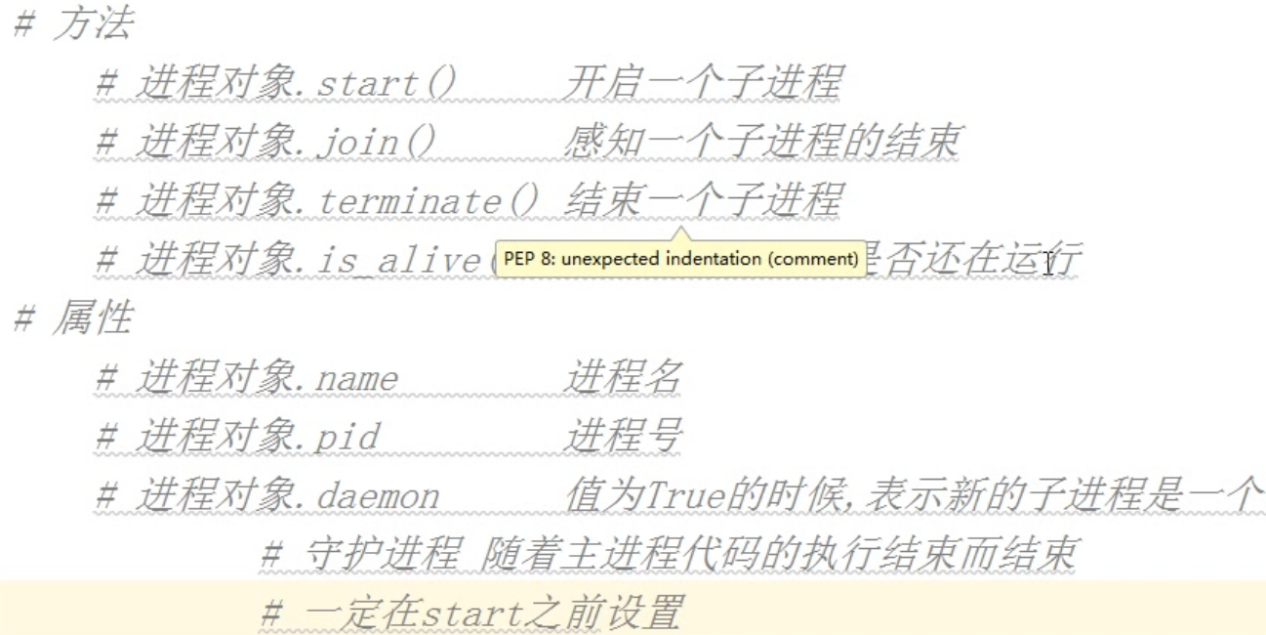 # 方法
# 进程对象.start() 开启一个子进程
# 进程对象.join() 感知一个子进程的结束
# 进程对象.terminate() 结束一个子进程
# 进程对象.is_alive( 是否还在运行
PEP 8: unexpected indentation (comment)
# 属性
# 进程对象.name 进程名
# 进程对象.pid 进程号
# 进程对象.daemon 值为True的时候,表示新的子进程是一个
# 守护进程 随着主进程代码的执行结束而结束
# 一定在start之前设置